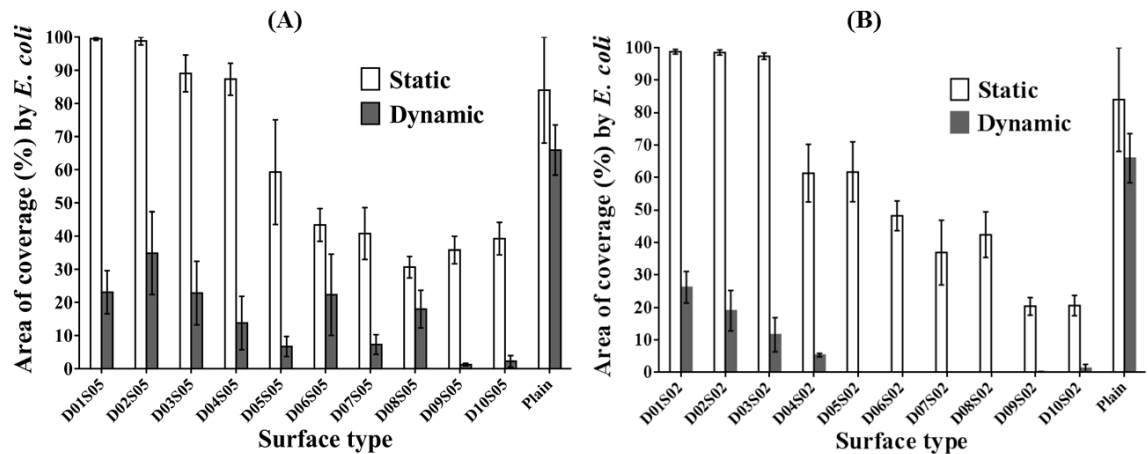 (A)
Area of coverage (%) by E. coli
100
90
80
70
60
50
40
30
20
10
0
Static
Dynamic
D01S05
D02S05
D03S05
D04S05
D05S05
D06S05
D07S05
D08S05
D09S05
D10S05
Plain
Surface type
(B)
Area of coverage (%) by E. coli
100
90
80
70
60
50
40
30
20
10
0
Static
Dynamic
D01S02
D02S02
D03S02
D04S02
D05S02
D06S02
D07S02
D08S02
D09S02
D10S02
Plain
Surface type